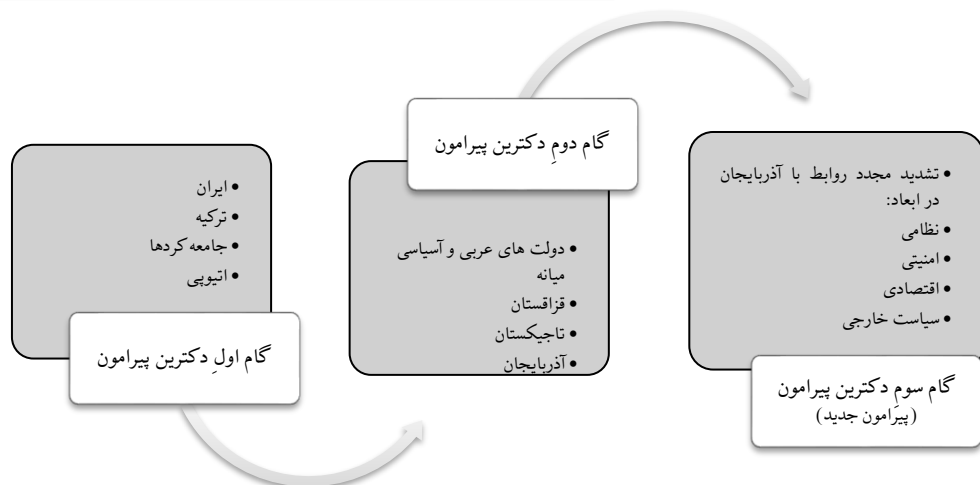 • ایران
• ترکیه
• جامعه کردها
• اتیوپی
گام اولِ دکترین پیرامون
گام دومِ دکترین پیرامون
• دولت های عربی و آسیاسی
میانه
• قزاقستان
• تاجیکستان
• آذربایجان
• تشدید مجدد روابط با آذربایجان
در ابعاد:
• نظامی
• امنیتی
• اقتصادی
• سیاست خارجی
گام سومِ دکترین پیرامون
(پیرامون جدید)